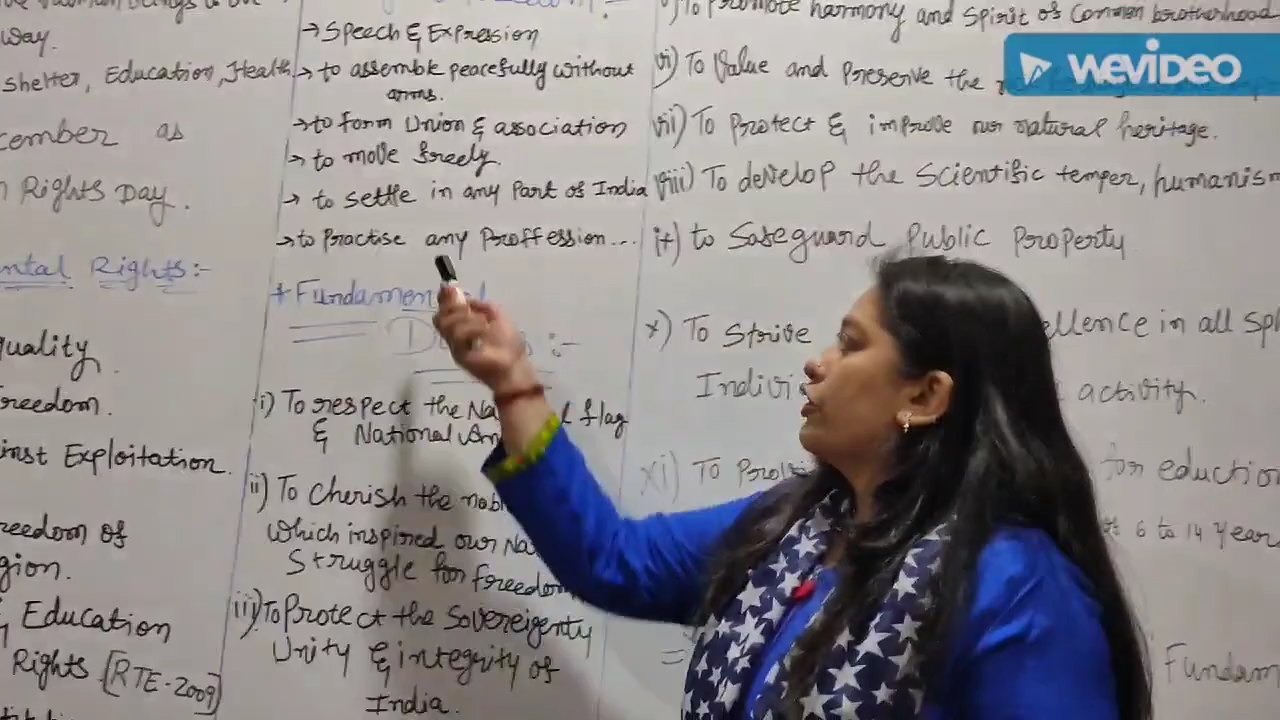 way.
shelter, Education, Health
cember as
Rights Day.
ntal Rights:-
quality
reedom.
inst Exploitation.
reedom of
gion.
Education
Rights [RTE-2009]
→ Speech & Expression
→ to assemble peacefully without
arms.
→ to form Union & association
→ to move freely.
→ to settle in any Part of India
→ to Practise any Proffession...
* Fundamen
D s:-
i) To respect the Na l flag
& National An
ii) To Cherish the nob
which inspired our Na
Struggle for freedom
iii) To Protect the Sovereigenty
Unity & integrity of
India.
v) To Promote harmony and Spirit of Common brotherhood
vi) To Value and Preserve the
vii) To Protect & improve our natural heritage.
viii) To develop the Scientific temper, humanism
ix) to Safeguard Public Property
x) To Strive ellence in all Sp
Indivi activity.
xi) To Prov for eduction
6 to 14 Year
Fundam
WEVIDEO